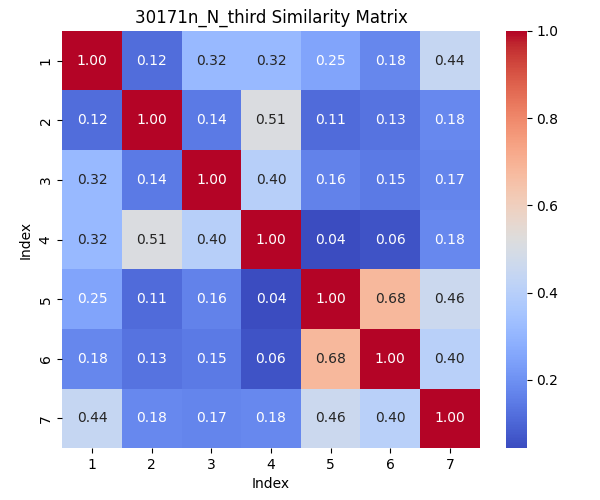 30171n_N_third Similarity Matrix
1 1.00 0.12 0.32 0.32 0.25 0.18 0.44
2 0.12 1.00 0.14 0.51 0.11 0.13 0.18
3 0.32 0.14 1.00 0.40 0.16 0.15 0.17
4 0.32 0.51 0.40 1.00 0.04 0.06 0.18
5 0.25 0.11 0.16 0.04 1.00 0.68 0.46
6 0.18 0.13 0.15 0.06 0.68 1.00 0.40
7 0.44 0.18 0.17 0.18 0.46 0.40 1.00
1 2 3 4 5 6 7
Index
Index
1.0
0.8
0.6
0.4
0.2